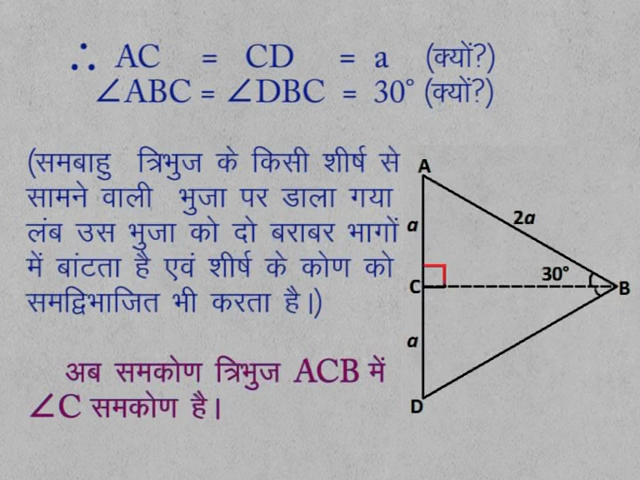 ∴ AC = CD = a (क्यों?)
∠ABC = ∠DBC = 30° (क्यों?)
(समबाहु त्रिभुज के किसी शीर्ष से
सामने वाली भुजा पर डाला गया
लंब उस भुजा को दो बराबर भागों
में बांटता है एवं शीर्ष के कोण को
समद्विभाजित भी करता है।)
अब समकोण त्रिभुज ACB में
∠C समकोण है।
A
2a
a
30°
C
B
a
D